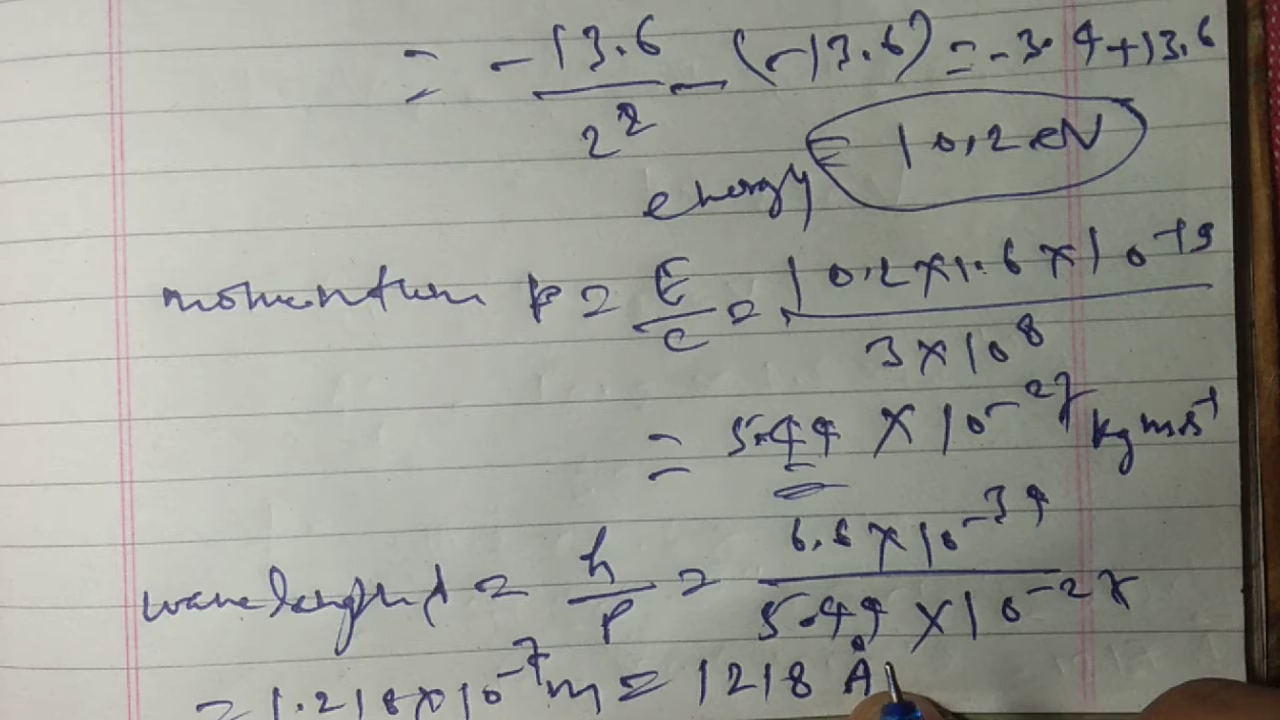 = -13.6/2² - (-13.6) = -3.4+13.6
energy E 10.2 eV
momentum p = E/c = 10.2×1.6×10⁻¹⁹/3×10⁸
= 5.44 × 10⁻²⁷ kg ms⁻¹
wavelength = h/p = 6.6×10⁻³⁴/5.44×10⁻²⁷
= 1.218×10⁻⁷m = 1218 Å